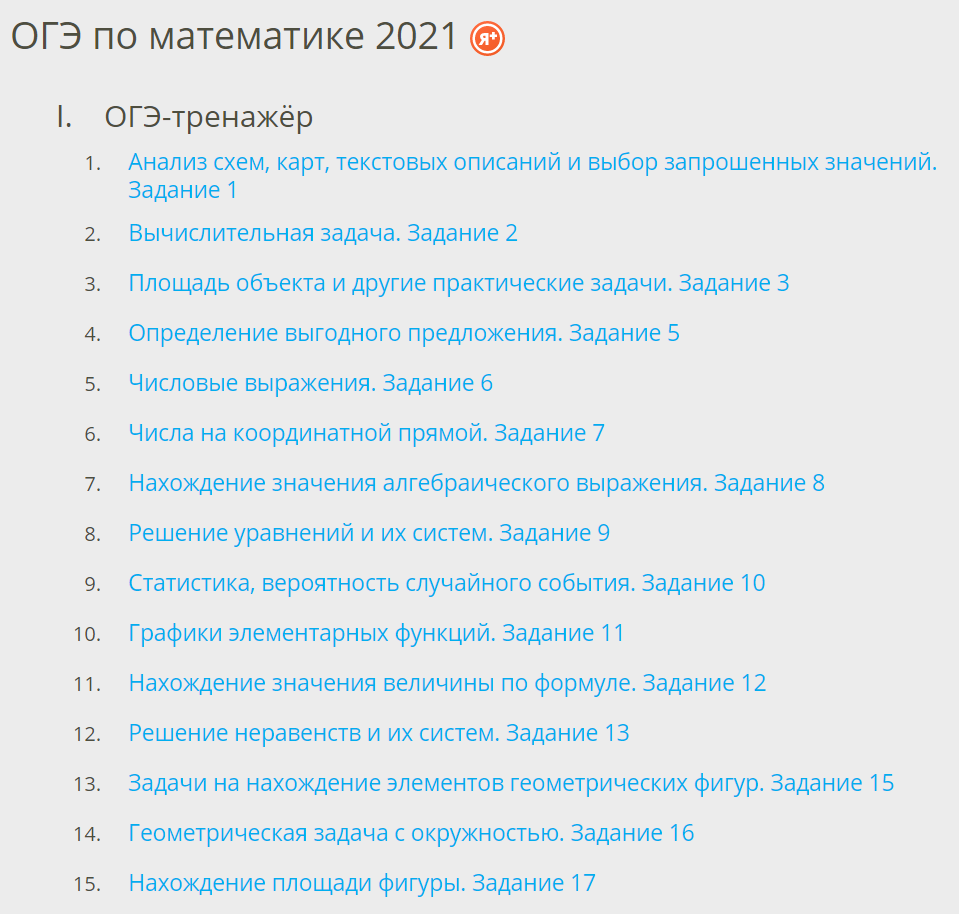 ОГЭ по математике 2021 Я+
I. ОГЭ-тренажёр
1. Анализ схем, карт, текстовых описаний и выбор запрошенных значений.
Задание 1
2. Вычислительная задача. Задание 2
3. Площадь объекта и другие практические задачи. Задание 3
4. Определение выгодного предложения. Задание 5
5. Числовые выражения. Задание 6
6. Числа на координатной прямой. Задание 7
7. Нахождение значения алгебраического выражения. Задание 8
8. Решение уравнений и их систем. Задание 9
9. Статистика, вероятность случайного события. Задание 10
10. Графики элементарных функций. Задание 11
11. Нахождение значения величины по формуле. Задание 12
12. Решение неравенств и их систем. Задание 13
13. Задачи на нахождение элементов геометрических фигур. Задание 15
14. Геометрическая задача с окружностью. Задание 16
15. Нахождение площади фигуры. Задание 17